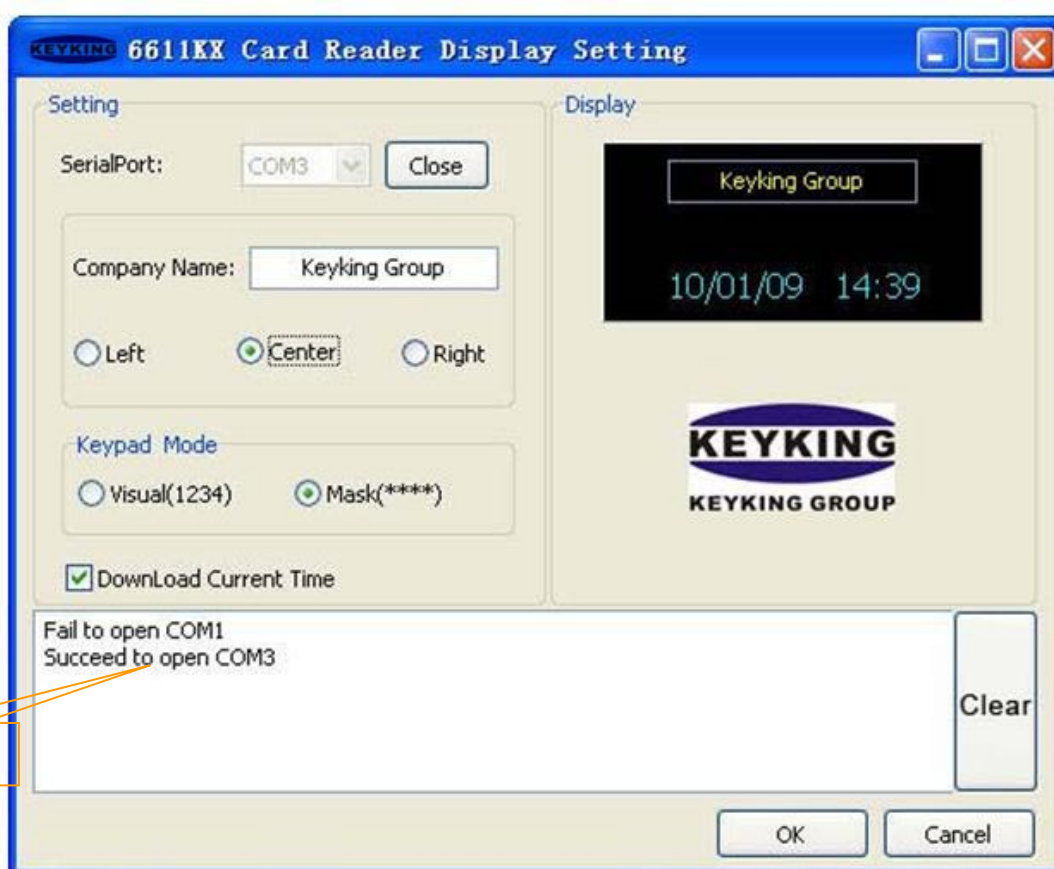 KEYKING 6611KX Card Reader Display Setting
Setting
SerialPort: COM3 Close
Company Name: Keyking Group
Left Center Right
Keypad Mode
Visual(1234) Mask(****)
DownLoad Current Time
Display
Keyking Group
10/01/09 14:39
KEYKING
KEYKING GROUP
Fail to open COM1
Succeed to open COM3
Clear
OK Cancel